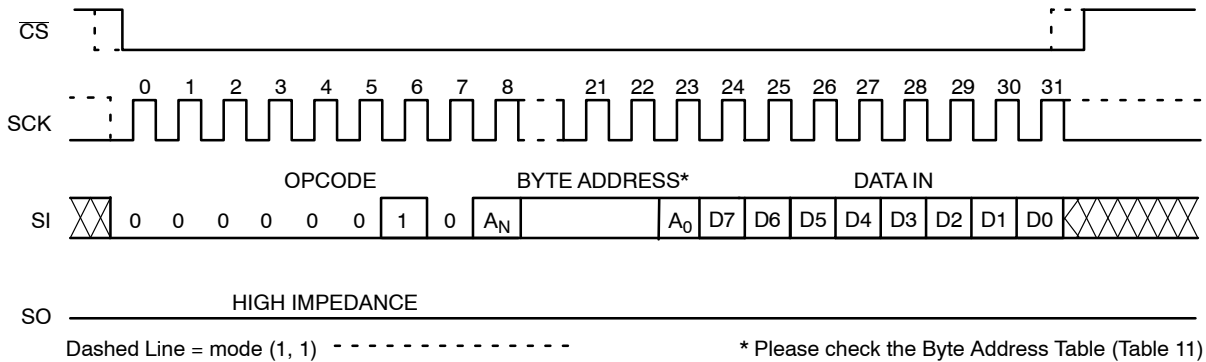 CS
0 1 2 3 4 5 6 7 8 21 22 23 24 25 26 27 28 29 30 31
SCK
OPCODE BYTE ADDRESS* DATA IN
SI 0 0 0 0 0 0 1 0 AN A0 D7 D6 D5 D4 D3 D2 D1 D0
HIGH IMPEDANCE
SO
Dashed Line = mode (1, 1) * Please check the Byte Address Table (Table 11)